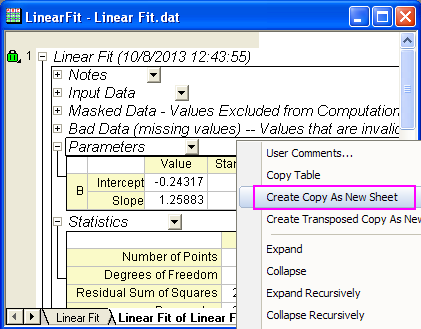 LinearFit - Linear Fit.dat
1 Linear Fit (10/8/2013 12:43:55)
Notes
Input Data
Masked Data - Values Excluded from Computation
Bad Data (missing values) -- Values that are invalid
Parameters
Value Stan
B Intercept -0.24317
Slope 1.25883
Statistics
Number of Points
Degrees of Freedom
Residual Sum of Squares 2
User Comments...
Copy Table
Create Copy As New Sheet
Create Transposed Copy As New
Expand
Collapse
Expand Recursively
Collapse Recursively
Linear Fit Linear Fit of Linear F